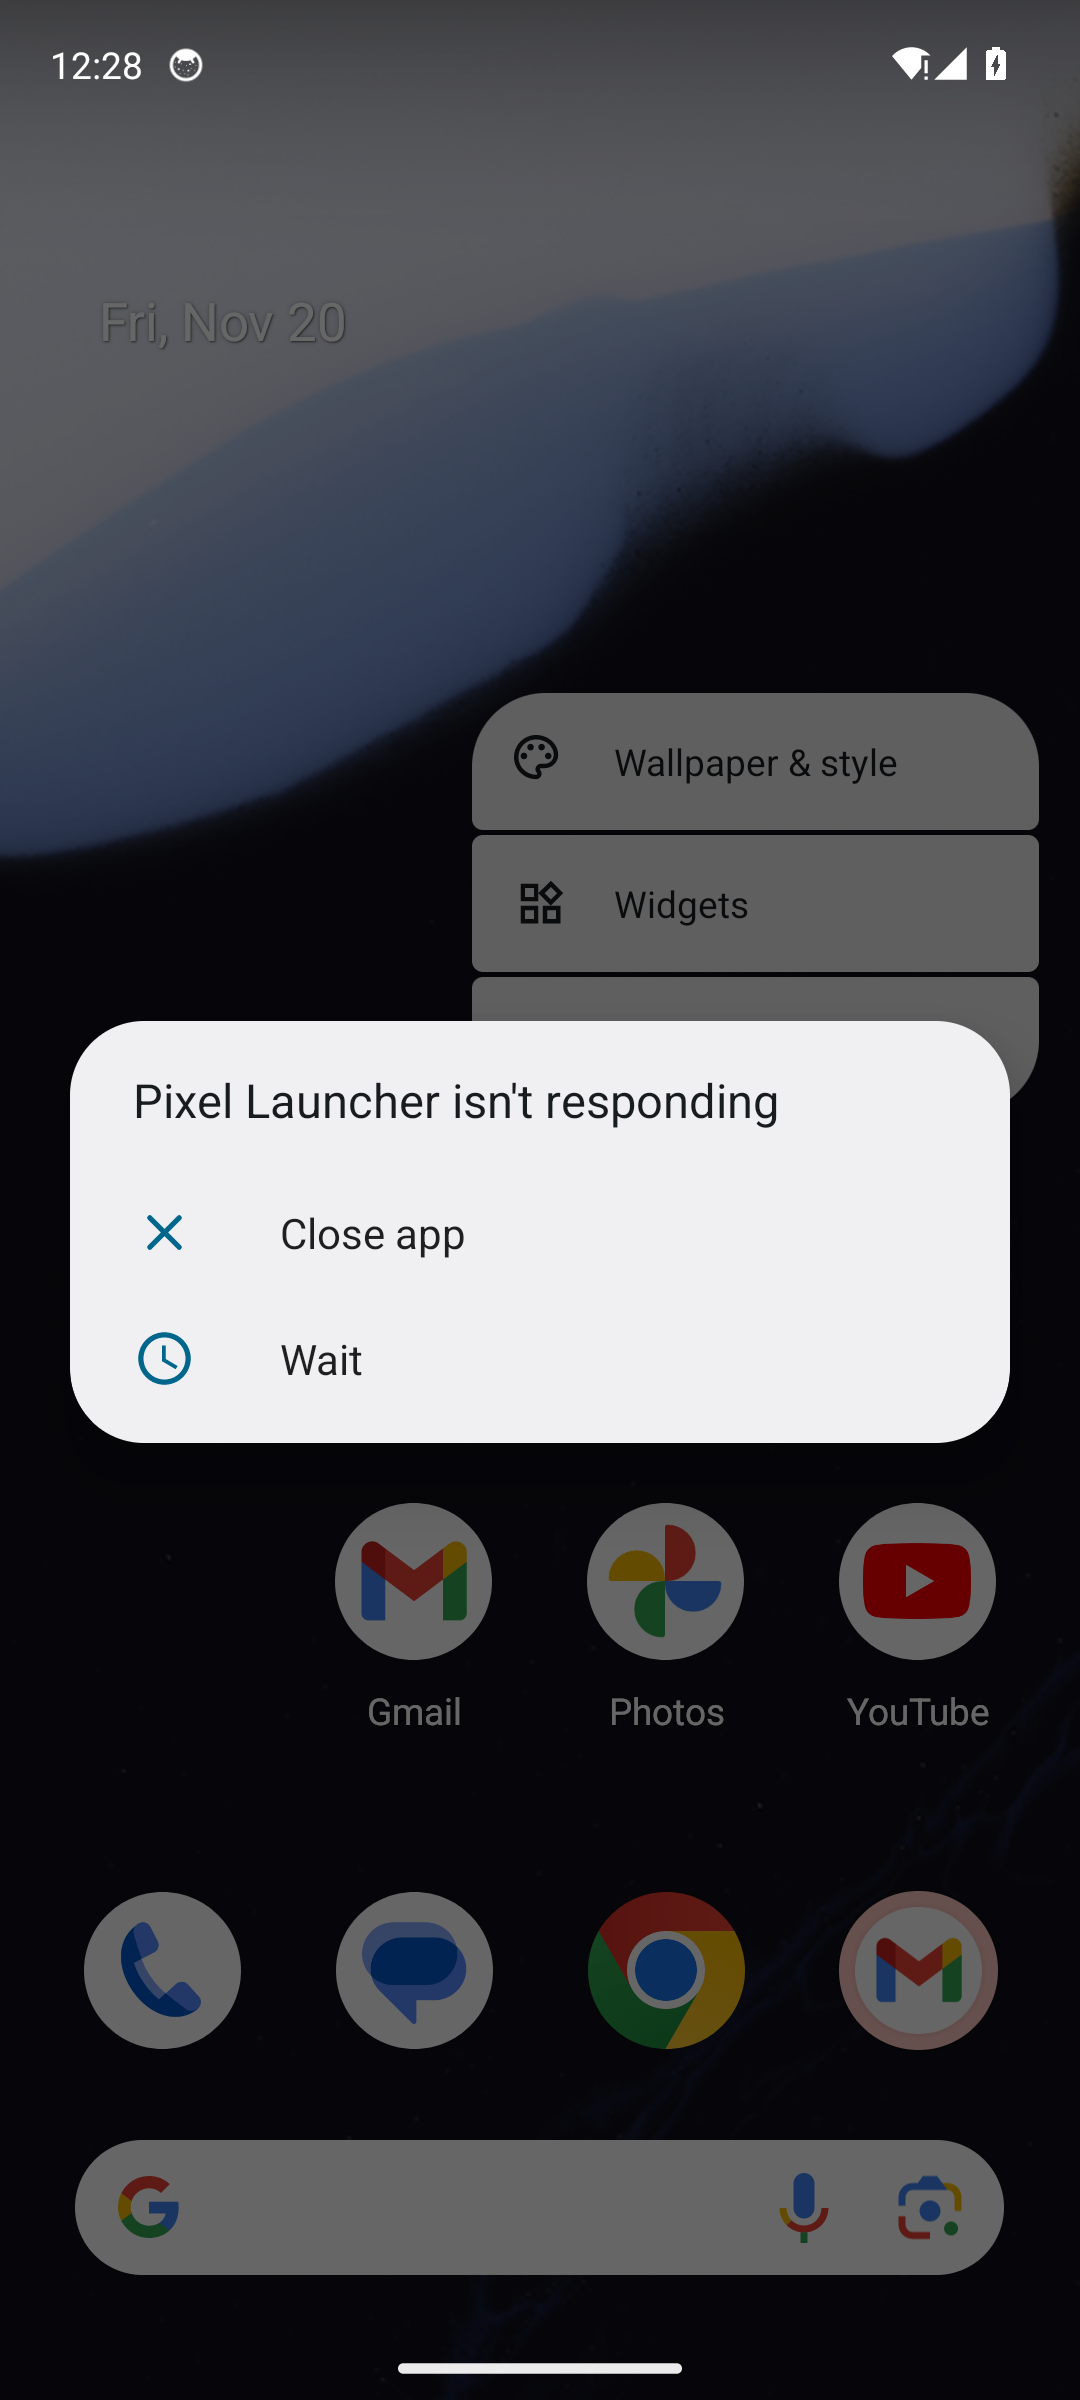 12:28
Fri, Nov 20
Wallpaper & style
Widgets
Pixel Launcher isn't responding
Close app
Wait
Gmail
Photos
YouTube